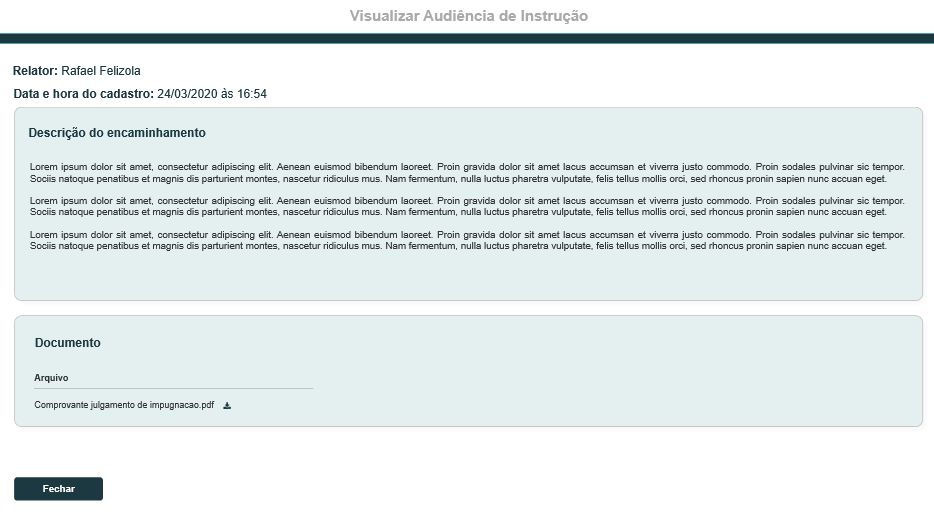 Visualizar Audiência de Instrução
Relator: Rafael Felizola
Data e hora do cadastro: 24/03/2020 às 16:54
Descrição do encaminhamento
Lorem ipsum dolor sit amet, consectetur adipiscing elit. Aenean euismod bibendum laoreet. Proin gravida dolor sit amet lacus accumsan et viverra justo commodo. Proin sodales pulvinar sic tempor.
Sociis natoque penatibus et magnis dis parturient montes, nascetur ridiculus mus. Nam fermentum, nulla luctus pharetra vulputate, felis tellus mollis orci, sed rhoncus pronin sapien nunc accuan eget.
Lorem ipsum dolor sit amet, consectetur adipiscing elit. Aenean euismod bibendum laoreet. Proin gravida dolor sit amet lacus accumsan et viverra justo commodo. Proin sodales pulvinar sic tempor.
Sociis natoque penatibus et magnis dis parturient montes, nascetur ridiculus mus. Nam fermentum, nulla luctus pharetra vulputate, felis tellus mollis orci, sed rhoncus pronin sapien nunc accuan eget.
Lorem ipsum dolor sit amet, consectetur adipiscing elit. Aenean euismod bibendum laoreet. Proin gravida dolor sit amet lacus accumsan et viverra justo commodo. Proin sodales pulvinar sic tempor.
Sociis natoque penatibus et magnis dis parturient montes, nascetur ridiculus mus. Nam fermentum, nulla luctus pharetra vulputate, felis tellus mollis orci, sed rhoncus pronin sapien nunc accuan eget.
Documento
Arquivo
Comprovante julgamento de impugnacao.pdf
Fechar